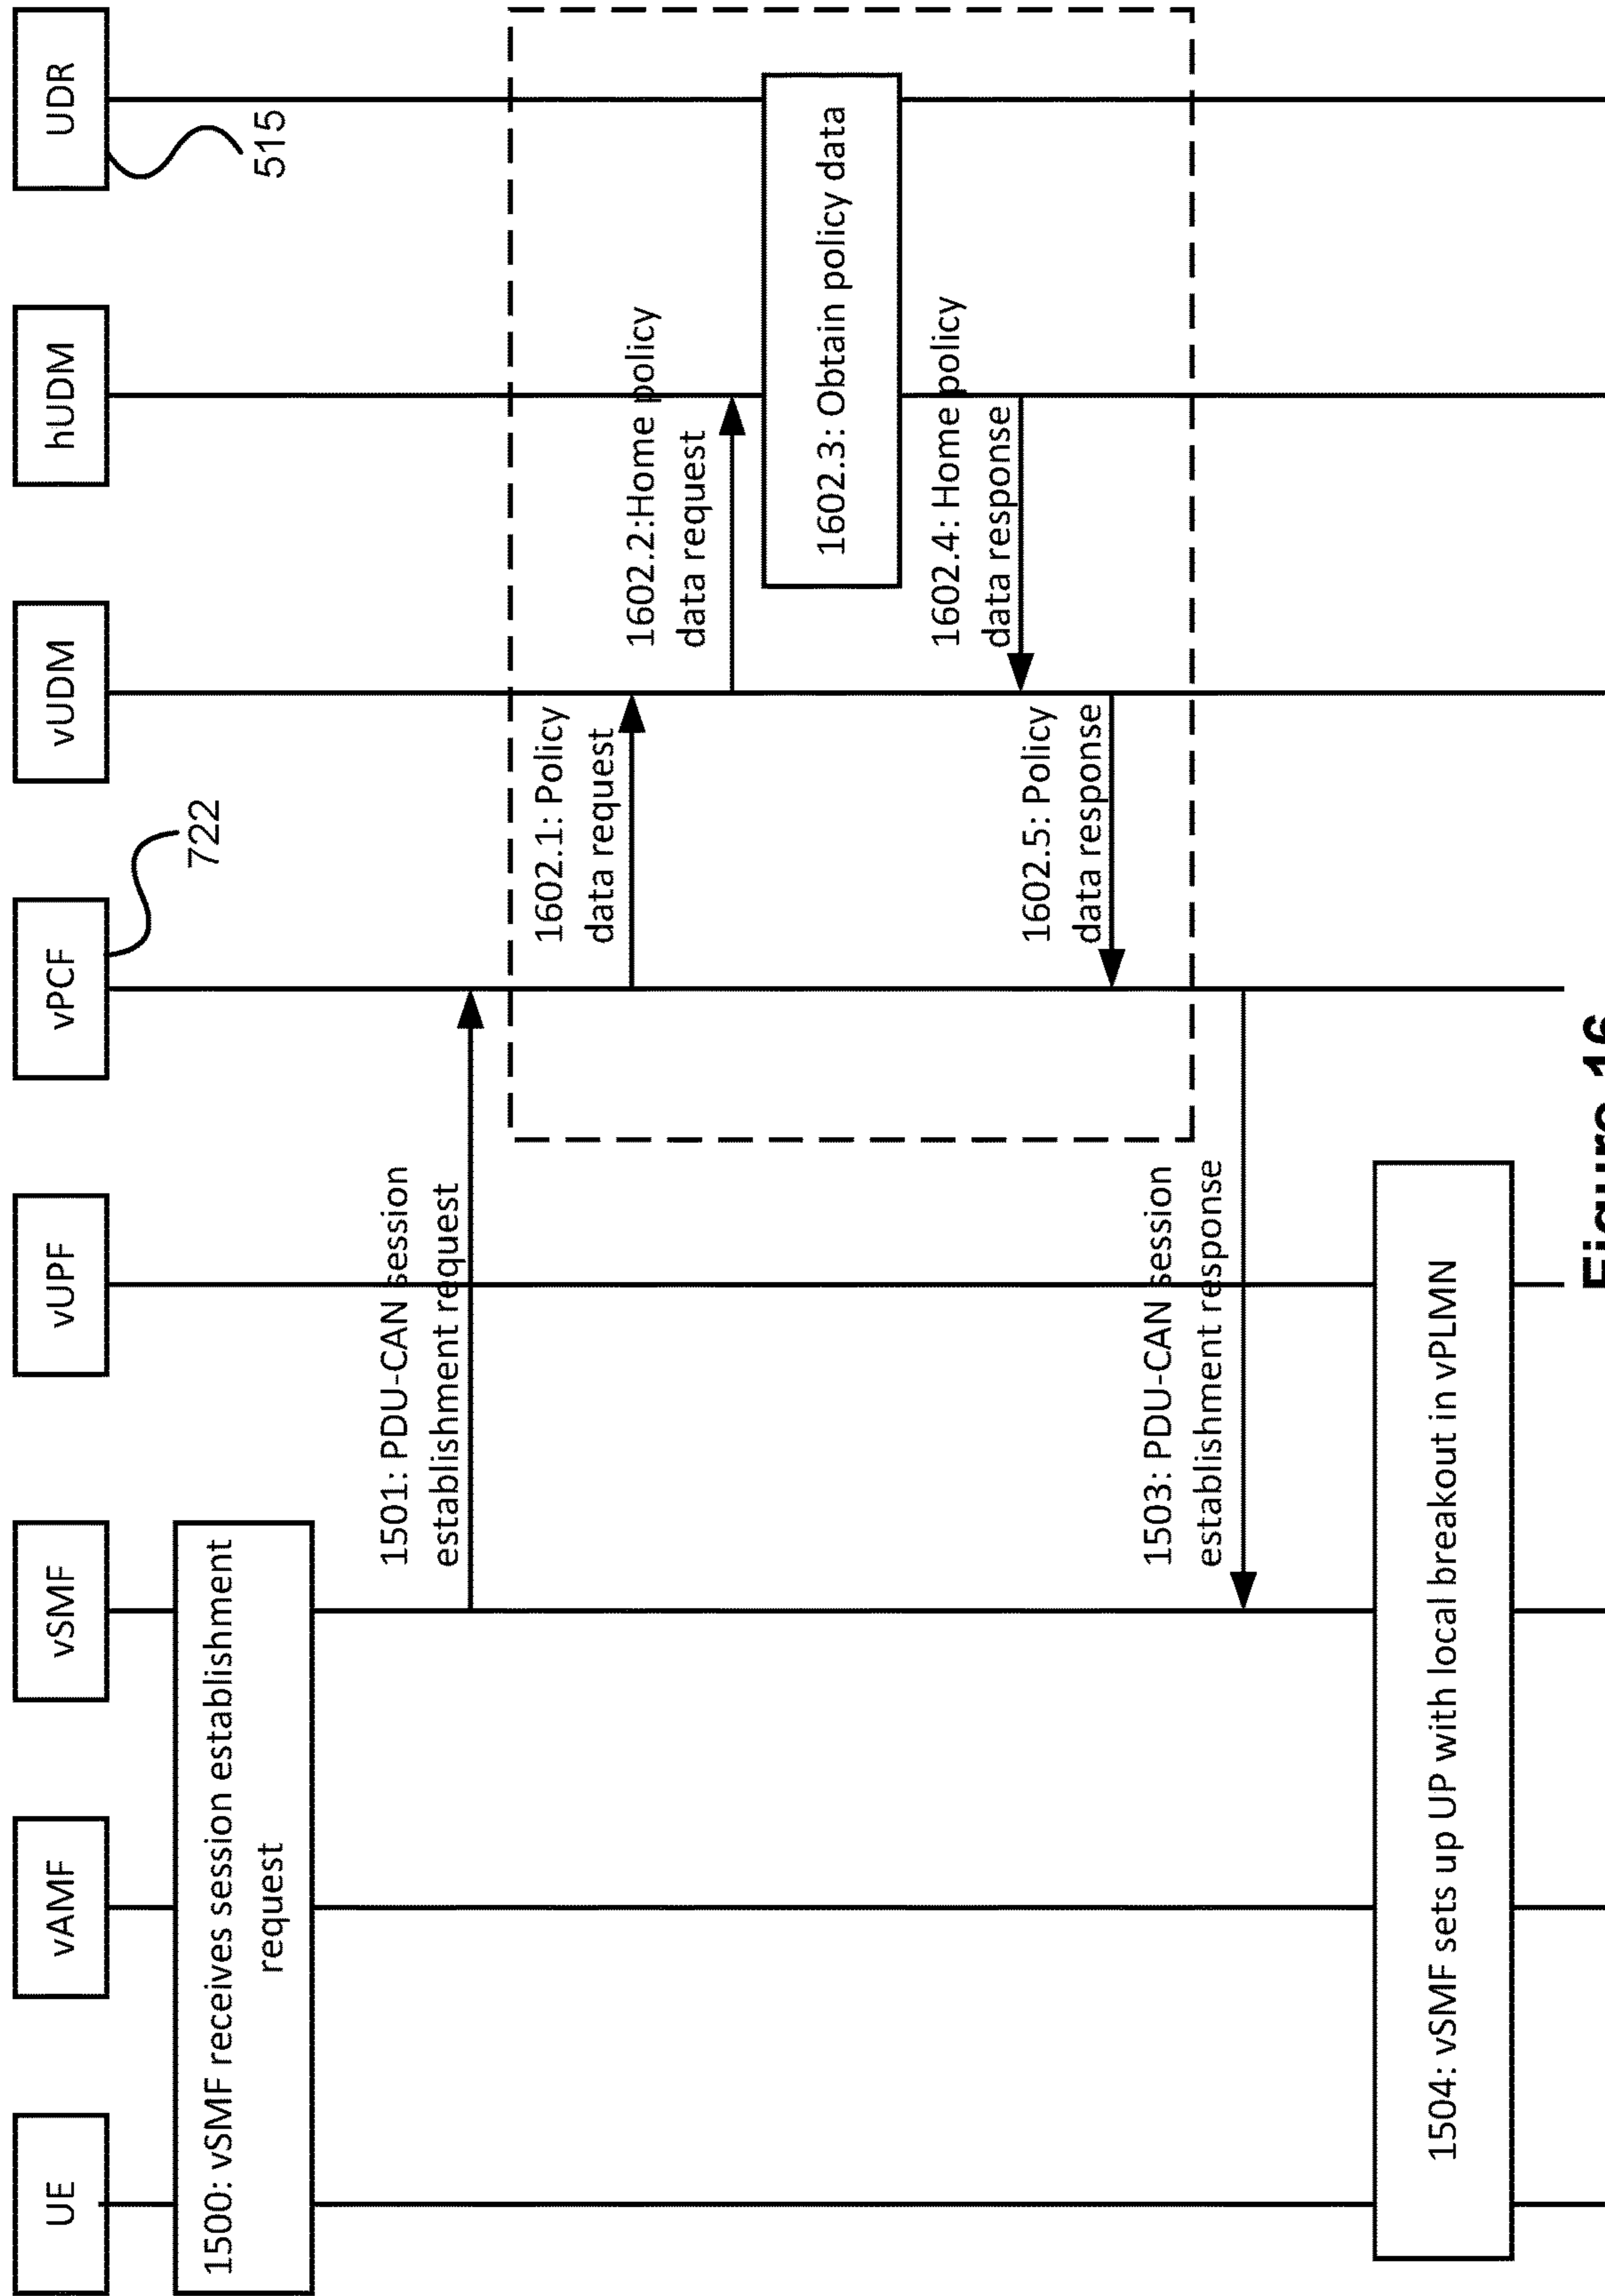 UE
vAMF
vSMF
vUPF
vPCF
vUDM
hUDM
UDR
722
515
1500: vSMF receives session establishment
request
1501: PDU-CAN session
establishment request
1602.1: Policy
data request
1602.2:Home policy
data request
1602.3: Obtain policy data
1602.4: Home policy
data response
1602.5: Policy
data response
1503: PDU-CAN session
establishment response
1504: vSMF sets up UP with local breakout in vPLMN
Figure 16